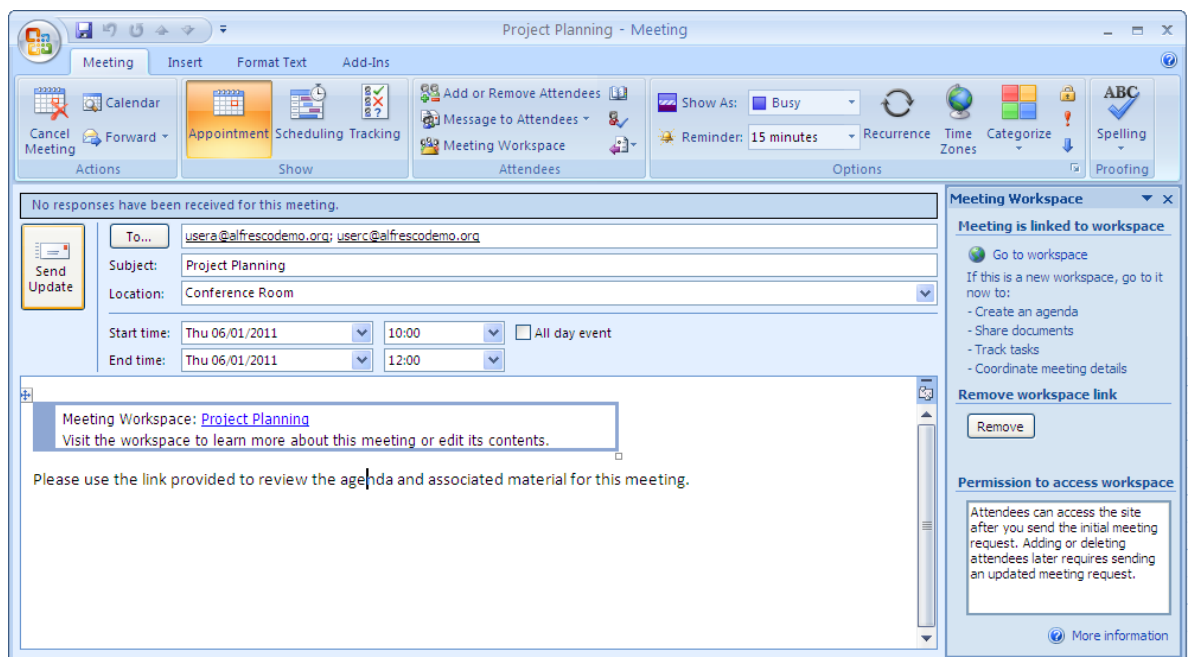 Project Planning - Meeting
Meeting Insert Format Text Add-Ins
Cancel Meeting
Calendar
Forward
Actions
Appointment Scheduling Tracking
Show
Add or Remove Attendees
Message to Attendees
Meeting Workspace
Attendees
Show As: Busy
Reminder: 15 minutes
Recurrence
Time Zones
Categorize
Options
ABC
Spelling
Proofing
No responses have been received for this meeting.
Send Update
To... usera@alfrescodemo.org; userc@alfrescodemo.org
Subject: Project Planning
Location: Conference Room
Start time: Thu 06/01/2011 10:00 All day event
End time: Thu 06/01/2011 12:00
Meeting Workspace: Project Planning
Visit the workspace to learn more about this meeting or edit its contents.
Please use the link provided to review the agenda and associated material for this meeting.
Meeting Workspace
Meeting is linked to workspace
Go to workspace
If this is a new workspace, go to it
now to:
- Create an agenda
- Share documents
- Track tasks
- Coordinate meeting details
Remove workspace link
Remove
Permission to access workspace
Attendees can access the site
after you send the initial meeting
request. Adding or deleting
attendees later requires sending
an updated meeting request.
More information